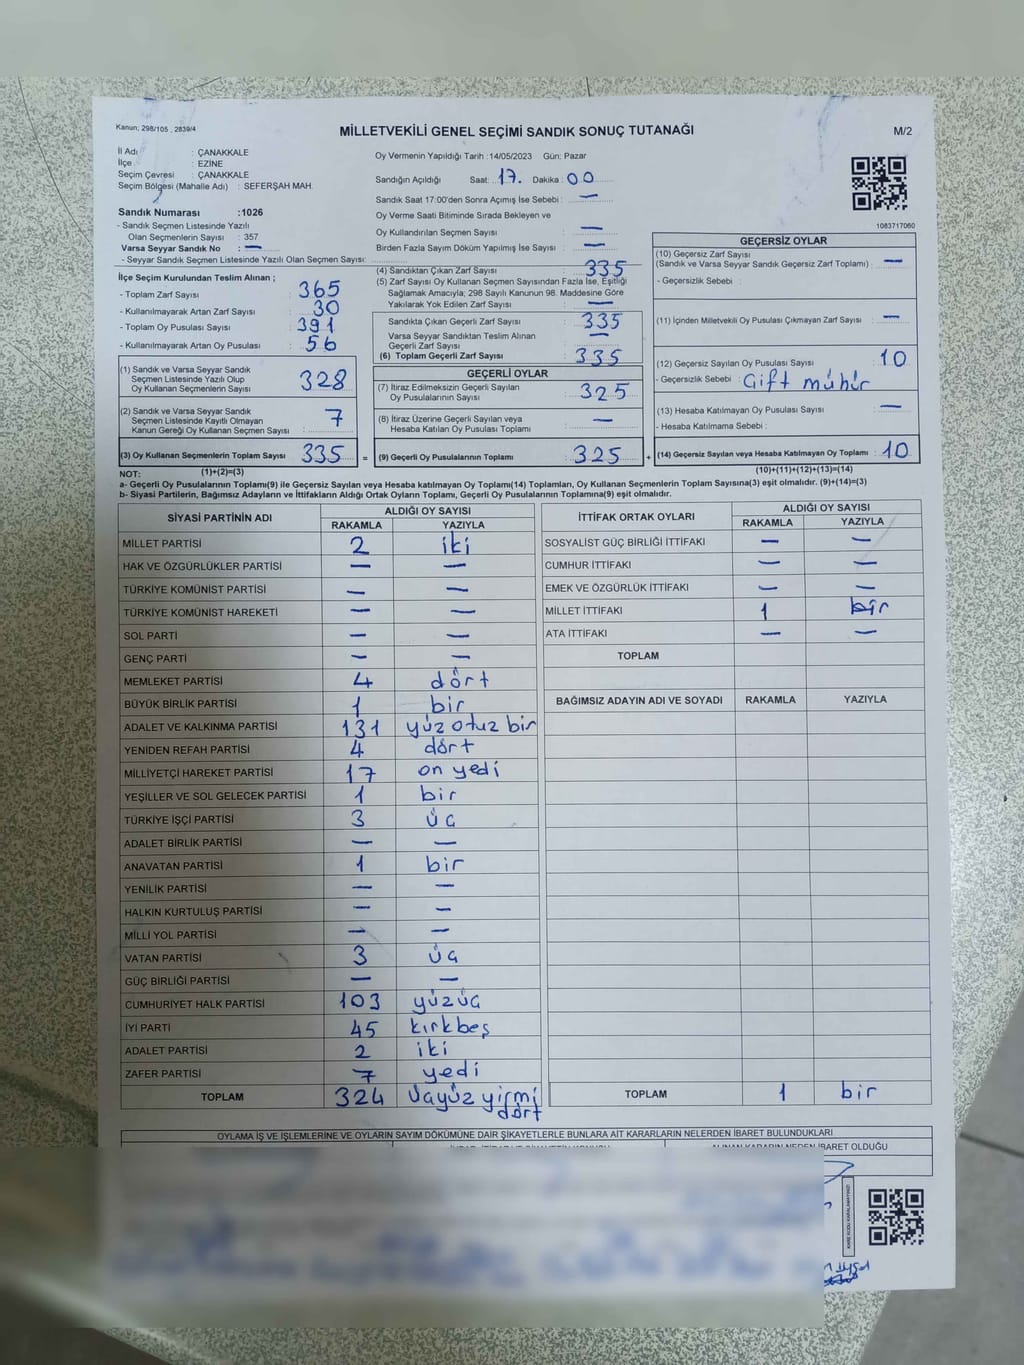 Kanun; 298/105 , 2839/4
MİLLETVEKİLİ GENEL SEÇİMİ SANDIK SONUÇ TUTANAĞI
M/2
İl Adı : ÇANAKKALE
İlçe : EZİNE
Seçim Çevresi : ÇANAKKALE
Seçim Bölgesi (Mahalle Adı) : SEFERŞAH MAH.
Sandık Numarası :1026
- Sandık Seçmen Listesinde Yazılı
Olan Seçmenlerin Sayısı : 357
Varsa Seyyar Sandık No : —
- Seyyar Sandık Seçmen Listesinde Yazılı Olan Seçmen Sayısı:
Oy Vermenin Yapıldığı Tarih :14/05/2023 Gün: Pazar
Sandığın Açıldığı Saat: 17. Dakika: 00
Sandık Saat 17:00'den Sonra Açımış İse Sebebi : —
Oy Verme Saati Bitiminde Sırada Bekleyen ve
Oy Kullandırılan Seçmen Sayısı : —
Birden Fazla Sayım Döküm Yapılmış İse Sayısı : —
1083717060
İlçe Seçim Kurulundan Teslim Alınan ;
- Toplam Zarf Sayısı : 365
- Kullanılmayarak Artan Zarf Sayısı : 30
- Toplam Oy Pusulası Sayısı : 391
- Kullanılmayarak Artan Oy Pusulası : 56
(4) Sandıktan Çıkan Zarf Sayısı : 335
(5) Zarf Sayısı Oy Kullanan Seçmen Sayısından Fazla İse, Eşitliği
Sağlamak Amacıyla; 298 Sayılı Kanunun 98. Maddesine Göre
Yakılarak Yok Edilen Zarf Sayısı : —
Sandıkta Çıkan Geçerli Zarf Sayısı : 335
Varsa Seyyar Sandıktan Teslim Alınan
Geçerli Zarf Sayısı : —
(6) Toplam Geçerli Zarf Sayısı : 335
GEÇERSİZ OYLAR
(10) Geçersiz Zarf Sayısı
(Sandık ve Varsa Seyyar Sandık Geçersiz Zarf Toplamı) : —
- Geçersizlik Sebebi :
(11) İçinden Milletvekili Oy Pusulası Çıkmayan Zarf Sayısı : —
(12) Geçersiz Sayılan Oy Pusulası Sayısı : 10
- Geçersizlik Sebebi : Çift mühür
(13) Hesaba Katılmayan Oy Pusulası Sayısı : —
- Hesaba Katılmama Sebebi :
(14) Geçersiz Sayılan veya Hesaba Katılmayan Oy Toplamı : 10
(10)+(11)+(12)+(13)=(14)
(1) Sandık ve Varsa Seyyar Sandık
Seçmen Listesinde Yazılı Olup
Oy Kullanan Seçmenlerin Sayısı : 328
(2) Sandık ve Varsa Seyyar Sandık
Seçmen Listesinde Kayıtlı Olmayan
Kanun Gereği Oy Kullanan Seçmen Sayısı : 7
(3) Oy Kullanan Seçmenlerin Toplam Sayısı : 335 =
(1)+(2)=(3)
GEÇERLİ OYLAR
(7) İtiraz Edilmeksizin Geçerli Sayılan
Oy Pusulalarının Sayısı : 325
(8) İtiraz Üzerine Geçerli Sayılan veya
Hesaba Katılan Oy Pusulası Toplamı : —
(9) Geçerli Oy Pusulalarının Toplamı : 325 +
NOT:
a- Geçerli Oy Pusulalarının Toplamı(9) ile Geçersiz Sayılan veya Hesaba katılmayan Oy Toplamı(14) Toplamları, Oy Kullanan Seçmenlerin Toplam Sayısına(3) eşit olmalıdır. (9)+(14)=(3)
b- Siyasi Partilerin, Bağımsız Adayların ve İttifakların Aldığı Ortak Oyların Toplamı, Geçerli Oy Pusulalarının Toplamına(9) eşit olmalıdır.
SİYASİ PARTİNİN ADI ALDIĞI OY SAYISI
RAKAMLA YAZIYLA
MİLLET PARTİSİ 2 iki
HAK VE ÖZGÜRLÜKLER PARTİSİ — —
TÜRKİYE KOMÜNİST PARTİSİ — —
TÜRKİYE KOMÜNİST HAREKETİ — —
SOL PARTİ — —
GENÇ PARTİ — —
MEMLEKET PARTİSİ 4 dört
BÜYÜK BİRLİK PARTİSİ 1 bir
ADALET VE KALKINMA PARTİSİ 131 yüz otuz bir
YENİDEN REFAH PARTİSİ 4 dört
MİLLİYETÇİ HAREKET PARTİSİ 17 on yedi
YEŞİLLER VE SOL GELECEK PARTİSİ 1 bir
TÜRKİYE İŞÇİ PARTİSİ 3 üç
ADALET BİRLİK PARTİSİ — —
ANAVATAN PARTİSİ 1 bir
YENİLİK PARTİSİ — —
HALKIN KURTULUŞ PARTİSİ — —
MİLLİ YOL PARTİSİ — —
VATAN PARTİSİ 3 üç
GÜÇ BİRLİĞİ PARTİSİ — —
CUMHURİYET HALK PARTİSİ 103 yüzüç
İYİ PARTİ 45 kırkbeş
ADALET PARTİSİ 2 iki
ZAFER PARTİSİ 7 yedi
TOPLAM 324 üçyüz yirmi
dört
İTTİFAK ORTAK OYLARI ALDIĞI OY SAYISI
RAKAMLA YAZIYLA
SOSYALİST GÜÇ BİRLİĞİ İTTİFAKI — —
CUMHUR İTTİFAKI — —
EMEK VE ÖZGÜRLÜK İTTİFAKI — —
MİLLET İTTİFAKI 1 bir
ATA İTTİFAKI — —
TOPLAM
BAĞIMSIZ ADAYIN ADI VE SOYADI RAKAMLA YAZIYLA
TOPLAM 1 bir
OYLAMA İŞ VE İŞLEMLERİNE VE OYLARIN SAYIM DÖKÜMÜNE DAİR ŞİKAYETLERLE BUNLARA AİT KARARLARIN NELERDEN İBARET BULUNDUKLARI
ALINAN KARARIN NEDEN İBARET OLDUĞU
KARE KODU KARALAMAYINIZ!